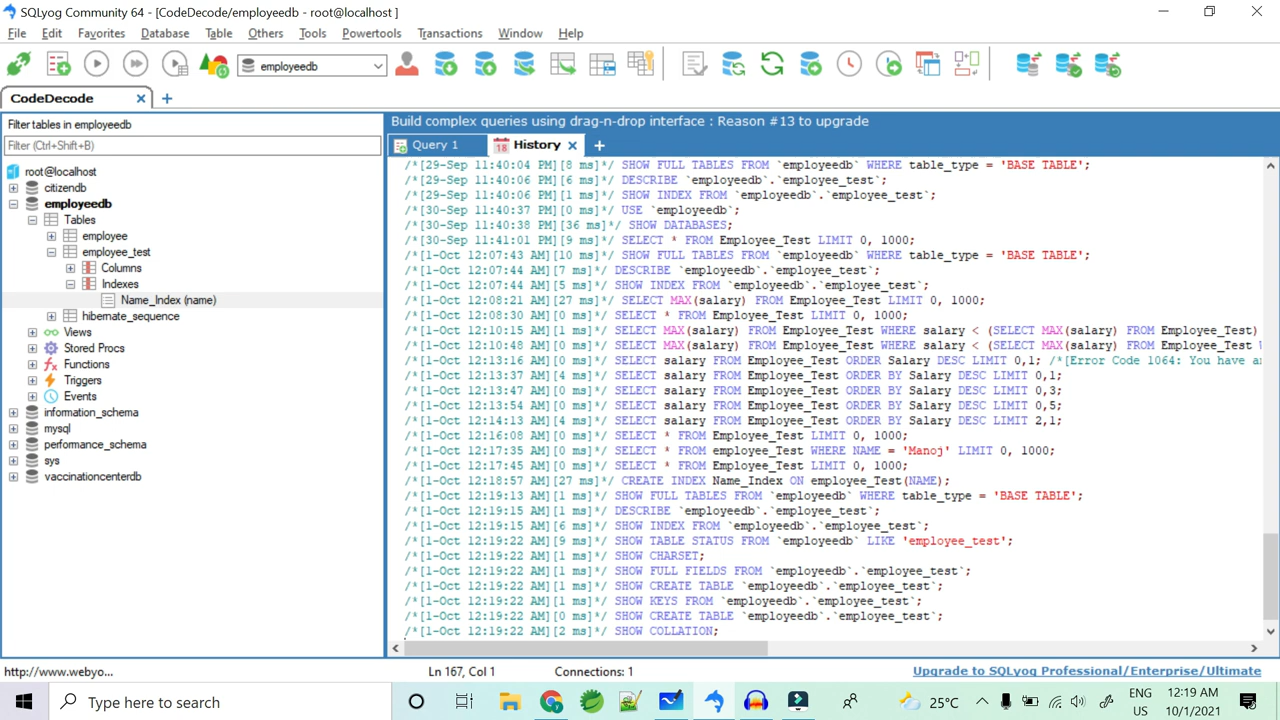 SQLyog Community 64 - [CodeDecode/employeedb - root@localhost ]
File Edit Favorites Database Table Others Tools Powertools Transactions Window Help
employeedb
CodeDecode
Filter tables in employeedb
Filter (Ctrl+Shift+B)
root@localhost
citizendb
employeedb
Tables
employee
employee_test
Columns
Indexes
Name_Index (name)
hibernate_sequence
Views
Stored Procs
Functions
Triggers
Events
information_schema
mysql
performance_schema
sys
vaccinationcenterdb
Build complex queries using drag-n-drop interface : Reason #13 to upgrade
Query 1 18 History
/*[29-Sep 11:40:04 PM][8 ms]*/ SHOW FULL TABLES FROM `employeedb` WHERE table_type = 'BASE TABLE';
/*[29-Sep 11:40:06 PM][6 ms]*/ DESCRIBE `employeedb`.`employee_test`;
/*[29-Sep 11:40:06 PM][1 ms]*/ SHOW INDEX FROM `employeedb`.`employee_test`;
/*[30-Sep 11:40:37 PM][0 ms]*/ USE `employeedb`;
/*[30-Sep 11:40:38 PM][36 ms]*/ SHOW DATABASES;
/*[30-Sep 11:41:01 PM][9 ms]*/ SELECT * FROM Employee_Test LIMIT 0, 1000;
/*[1-Oct 12:07:43 AM][10 ms]*/ SHOW FULL TABLES FROM `employeedb` WHERE table_type = 'BASE TABLE';
/*[1-Oct 12:07:44 AM][7 ms]*/ DESCRIBE `employeedb`.`employee_test`;
/*[1-Oct 12:07:44 AM][5 ms]*/ SHOW INDEX FROM `employeedb`.`employee_test`;
/*[1-Oct 12:08:21 AM][27 ms]*/ SELECT MAX(salary) FROM Employee_Test LIMIT 0, 1000;
/*[1-Oct 12:08:30 AM][0 ms]*/ SELECT * FROM Employee_Test LIMIT 0, 1000;
/*[1-Oct 12:10:15 AM][1 ms]*/ SELECT MAX(salary) FROM Employee_Test WHERE salary < (SELECT MAX(salary) FROM Employee_Test)
/*[1-Oct 12:10:48 AM][0 ms]*/ SELECT MAX(salary) FROM Employee_Test WHERE salary < (SELECT MAX(salary) FROM Employee_Test
/*[1-Oct 12:13:16 AM][0 ms]*/ SELECT salary FROM Employee_Test ORDER Salary DESC LIMIT 0,1; /*[Error Code 1064: You have a
/*[1-Oct 12:13:37 AM][4 ms]*/ SELECT salary FROM Employee_Test ORDER BY Salary DESC LIMIT 0,1;
/*[1-Oct 12:13:47 AM][0 ms]*/ SELECT salary FROM Employee_Test ORDER BY Salary DESC LIMIT 0,3;
/*[1-Oct 12:13:54 AM][0 ms]*/ SELECT salary FROM Employee_Test ORDER BY Salary DESC LIMIT 0,5;
/*[1-Oct 12:14:13 AM][4 ms]*/ SELECT salary FROM Employee_Test ORDER BY Salary DESC LIMIT 2,1;
/*[1-Oct 12:16:08 AM][0 ms]*/ SELECT * FROM Employee_Test LIMIT 0, 1000;
/*[1-Oct 12:17:35 AM][0 ms]*/ SELECT * FROM employee_Test WHERE NAME = 'Manoj' LIMIT 0, 1000;
/*[1-Oct 12:17:45 AM][0 ms]*/ SELECT * FROM Employee_Test LIMIT 0, 1000;
/*[1-Oct 12:18:57 AM][27 ms]*/ CREATE INDEX Name_Index ON employee_Test(NAME);
/*[1-Oct 12:19:13 AM][1 ms]*/ SHOW FULL TABLES FROM `employeedb` WHERE table_type = 'BASE TABLE';
/*[1-Oct 12:19:15 AM][1 ms]*/ DESCRIBE `employeedb`.`employee_test`;
/*[1-Oct 12:19:15 AM][6 ms]*/ SHOW INDEX FROM `employeedb`.`employee_test`;
/*[1-Oct 12:19:22 AM][9 ms]*/ SHOW TABLE STATUS FROM `employeedb` LIKE 'employee_test';
/*[1-Oct 12:19:22 AM][1 ms]*/ SHOW CHARSET;
/*[1-Oct 12:19:22 AM][1 ms]*/ SHOW FULL FIELDS FROM `employeedb`.`employee_test`;
/*[1-Oct 12:19:22 AM][1 ms]*/ SHOW CREATE TABLE `employeedb`.`employee_test`;
/*[1-Oct 12:19:22 AM][1 ms]*/ SHOW KEYS FROM `employeedb`.`employee_test`;
/*[1-Oct 12:19:22 AM][0 ms]*/ SHOW CREATE TABLE `employeedb`.`employee_test`;
/*[1-Oct 12:19:22 AM][2 ms]*/ SHOW COLLATION;
http://www.webyo... Ln 167, Col 1 Connections: 1 Upgrade to SQLyog Professional/Enterprise/Ultimate
Type here to search 25°C ENG US 12:19 AM 10/1/2021